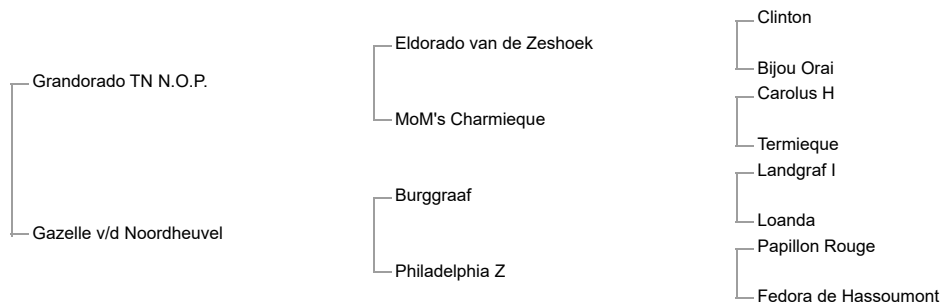 Clinton
Eldorado van de Zeshoek
Bijou Orai
Grandorado TN N.O.P.
Carolus H
MoM's Charmieque
Termieque
Landgraf I
Burggraaf
Loanda
Gazelle v/d Noordheuvel
Papillon Rouge
Philadelphia Z
Fedora de Hassoumont